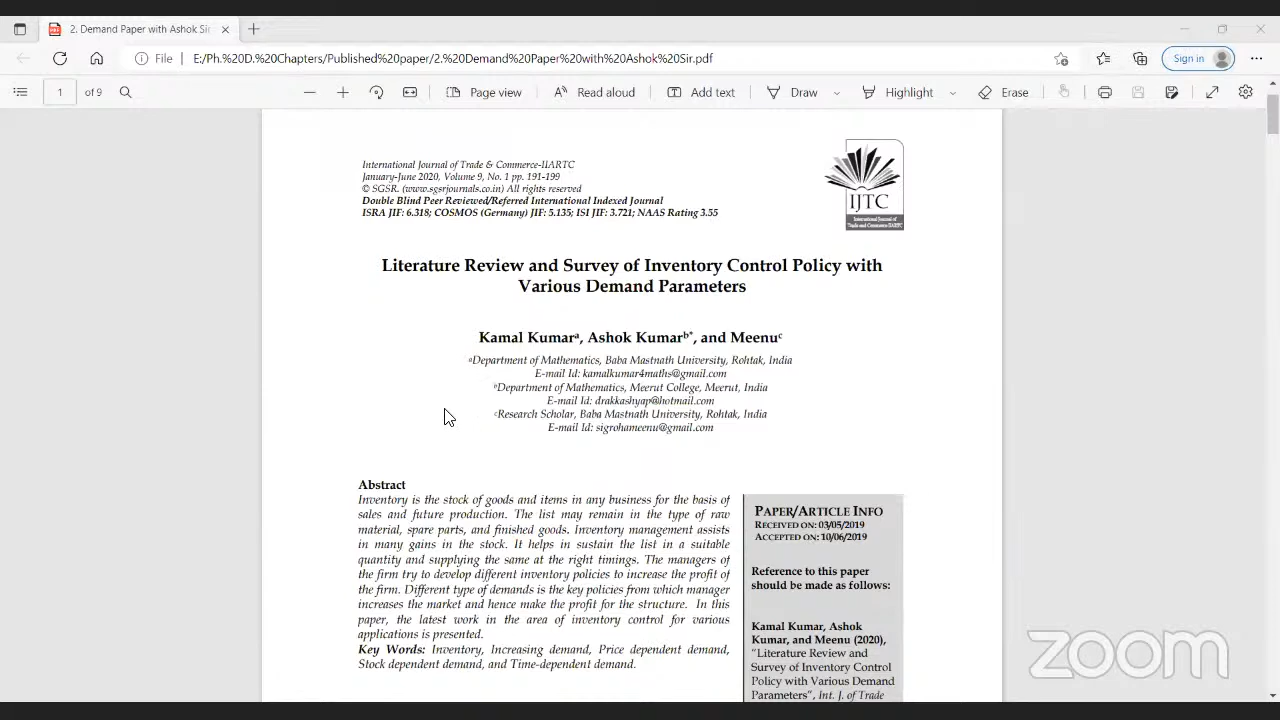 2. Demand Paper with Ashok Sir
File
E:/Ph.%20D.%20Chapters/Published%20paper/2.%20Demand%20Paper%20with%20Ashok%20Sir.pdf
Sign in
1 of 9
Page view
Read aloud
Add text
Draw
Highlight
Erase
International Journal of Trade & Commerce-IIARTC
January-June 2020, Volume 9, No. 1 pp. 191-199
© SGSR. (www.sgsrjournals.co.in) All rights reserved
Double Blind Peer Reviewed/Referred International Indexed Journal
ISRA JIF: 6.318; COSMOS (Germany) JIF: 5.135; ISI JIF: 3.721; NAAS Rating 3.55
IJTC
International Journal of
Trade and Commerce-IIARTC
Literature Review and Survey of Inventory Control Policy with
Various Demand Parameters
Kamal Kumarᵃ, Ashok Kumarᵇ*, and Meenuᶜ
ᵃDepartment of Mathematics, Baba Mastnath University, Rohtak, India
E-mail Id: kamalkumar4maths@gmail.com
ᵇDepartment of Mathematics, Meerut College, Meerut, India
E-mail Id: drakkashyap@hotmail.com
ᶜResearch Scholar, Baba Mastnath University, Rohtak, India
E-mail Id: sigrohameenu@gmail.com
Abstract
Inventory is the stock of goods and items in any business for the basis of
sales and future production. The list may remain in the type of raw
material, spare parts, and finished goods. Inventory management assists
in many gains in the stock. It helps in sustain the list in a suitable
quantity and supplying the same at the right timings. The managers of
the firm try to develop different inventory policies to increase the profit of
the firm. Different type of demands is the key policies from which manager
increases the market and hence make the profit for the structure. In this
paper, the latest work in the area of inventory control for various
applications is presented.
Key Words: Inventory, Increasing demand, Price dependent demand,
Stock dependent demand, and Time-dependent demand.
PAPER/ARTICLE INFO
RECEIVED ON: 03/05/2019
ACCEPTED ON: 10/06/2019
Reference to this paper
should be made as follows:
Kamal Kumar, Ashok
Kumar, and Meenu (2020),
"Literature Review and
Survey of Inventory Control
Policy with Various Demand
Parameters", Int. J. of Trade
zoom